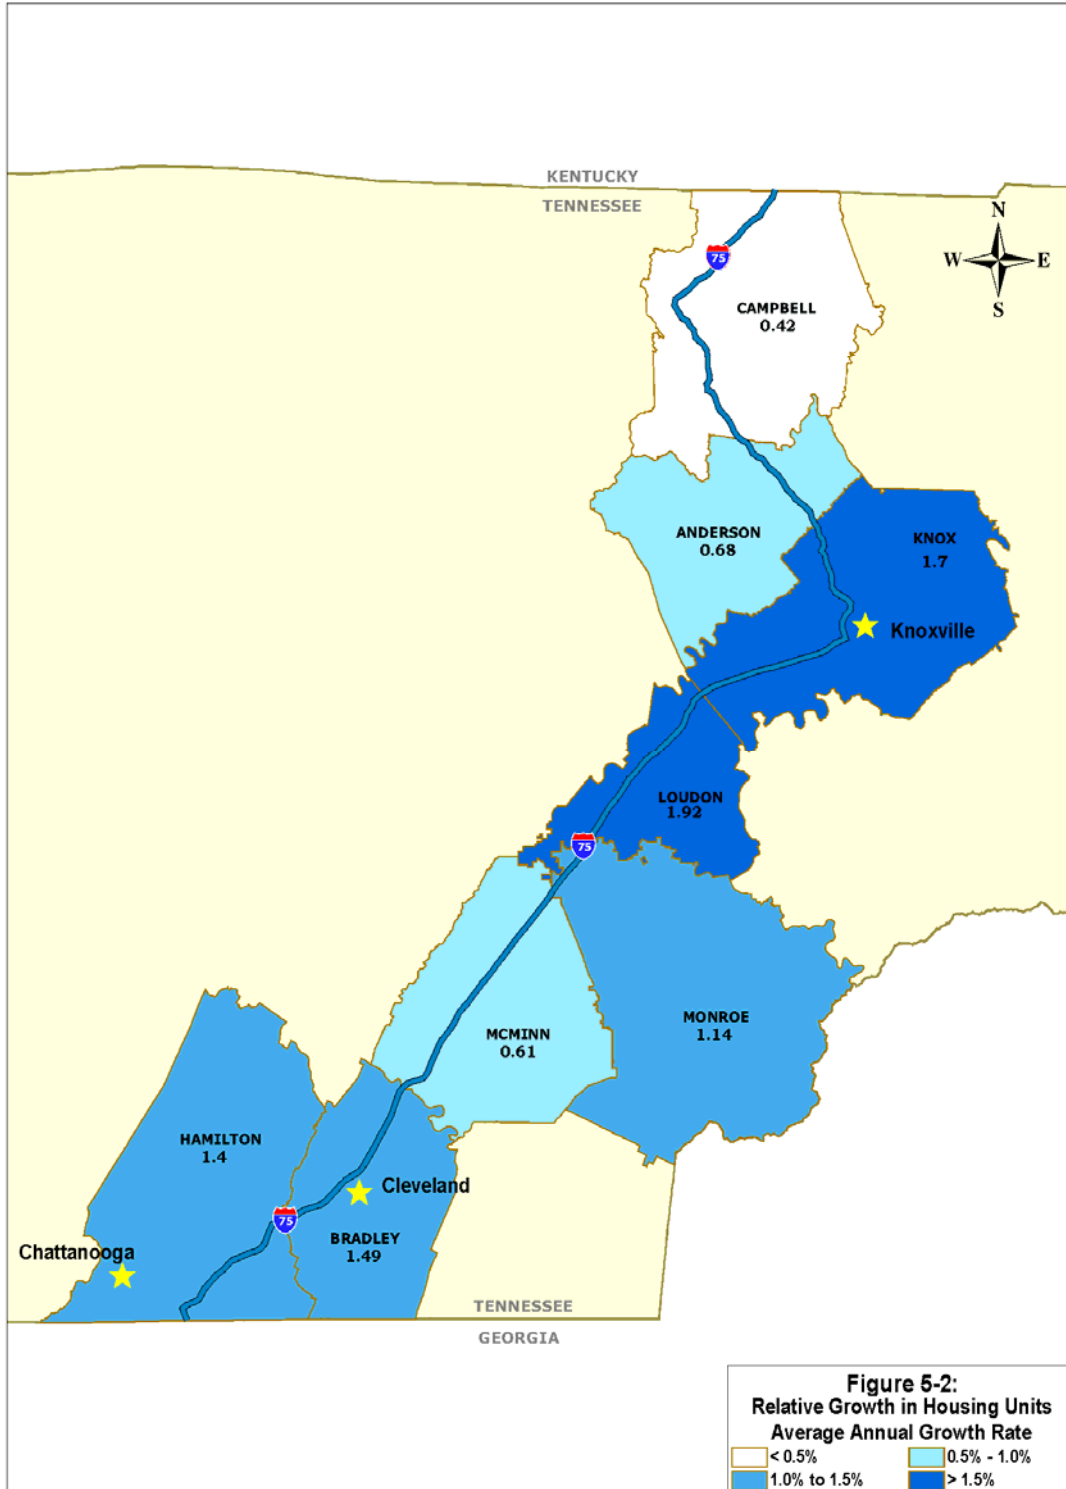 KENTUCKY
TENNESSEE
N
W E
S
75
CAMPBELL
0.42
ANDERSON
0.68
KNOX
1.7
Knoxville
LOUDON
1.92
75
MONROE
1.14
MCMINN
0.61
HAMILTON
1.4
Cleveland
75
BRADLEY
1.49
Chattanooga
TENNESSEE
GEORGIA
Figure 5-2:
Relative Growth in Housing Units
Average Annual Growth Rate
< 0.5% 0.5% - 1.0%
1.0% to 1.5% > 1.5%